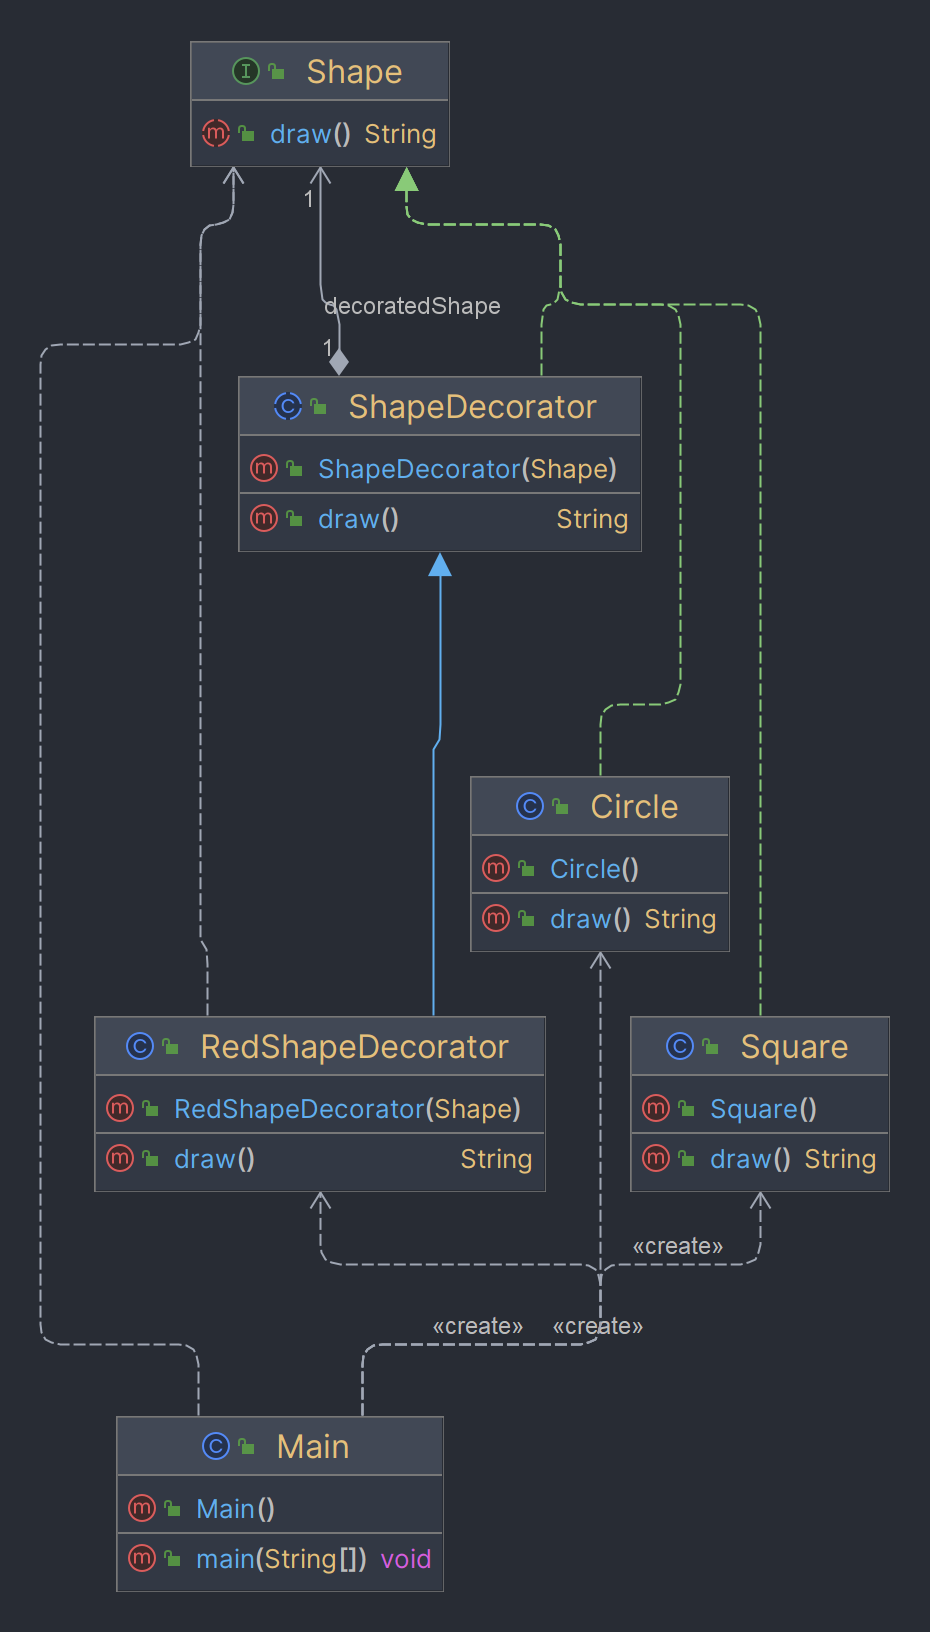 Shape
draw() String
1
decoratedShape
1
ShapeDecorator
ShapeDecorator(Shape)
draw() String
Circle
Circle()
draw() String
RedShapeDecorator
RedShapeDecorator(Shape)
draw() String
Square
Square()
draw() String
«create»
«create» «create»
Main
Main()
main(String[]) void